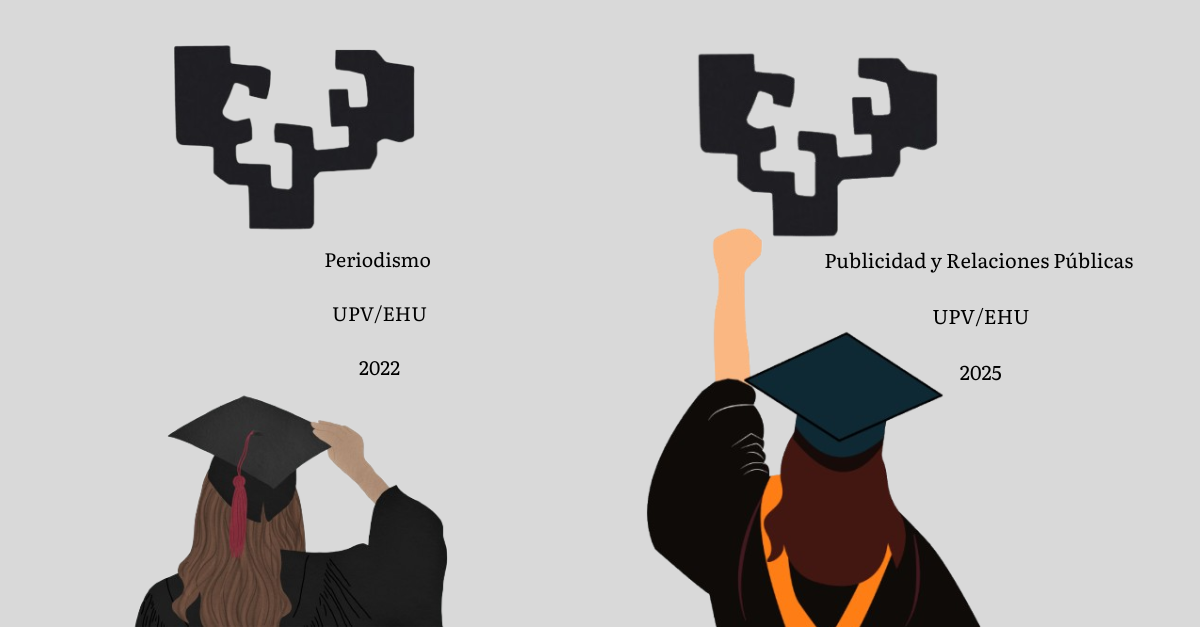 Periodismo
UPV/EHU
2022
Publicidad y Relaciones Públicas
UPV/EHU
2025